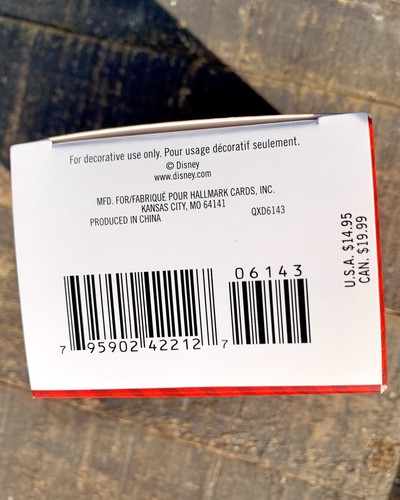 For decorative use only. Pour usage décoratif seulement.
© Disney
www.disney.com
MFD. FOR/FABRIQUÉ POUR HALLMARK CARDS, INC.
KANSAS CITY, MO 64141
PRODUCED IN CHINA QXD6143
U.S.A. $14.95
CAN. $19.99
06143
7 95902 42212 7